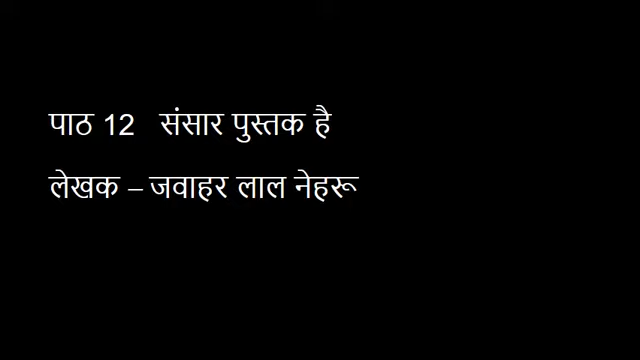 पाठ 12 संसार पुस्तक है
लेखक – जवाहर लाल नेहरू